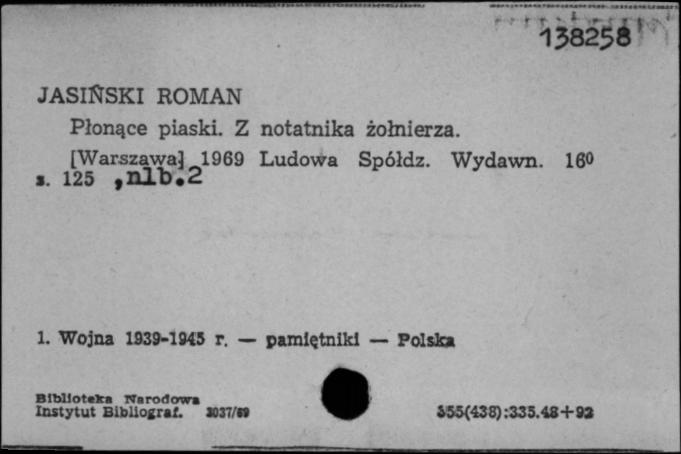 138258
JASIŃSKI ROMAN
Płonące piaski. Z notatnika żołnierza.
[Warszawa] 1969 Ludowa Spółdz. Wydawn. 16⁰
s. 125 ,nlb.2
1. Wojna 1939-1945 r. — pamiętniki — Polska
Biblioteka Narodowa
Instytut Bibliograf. 3037/69
355(438):335.48+92